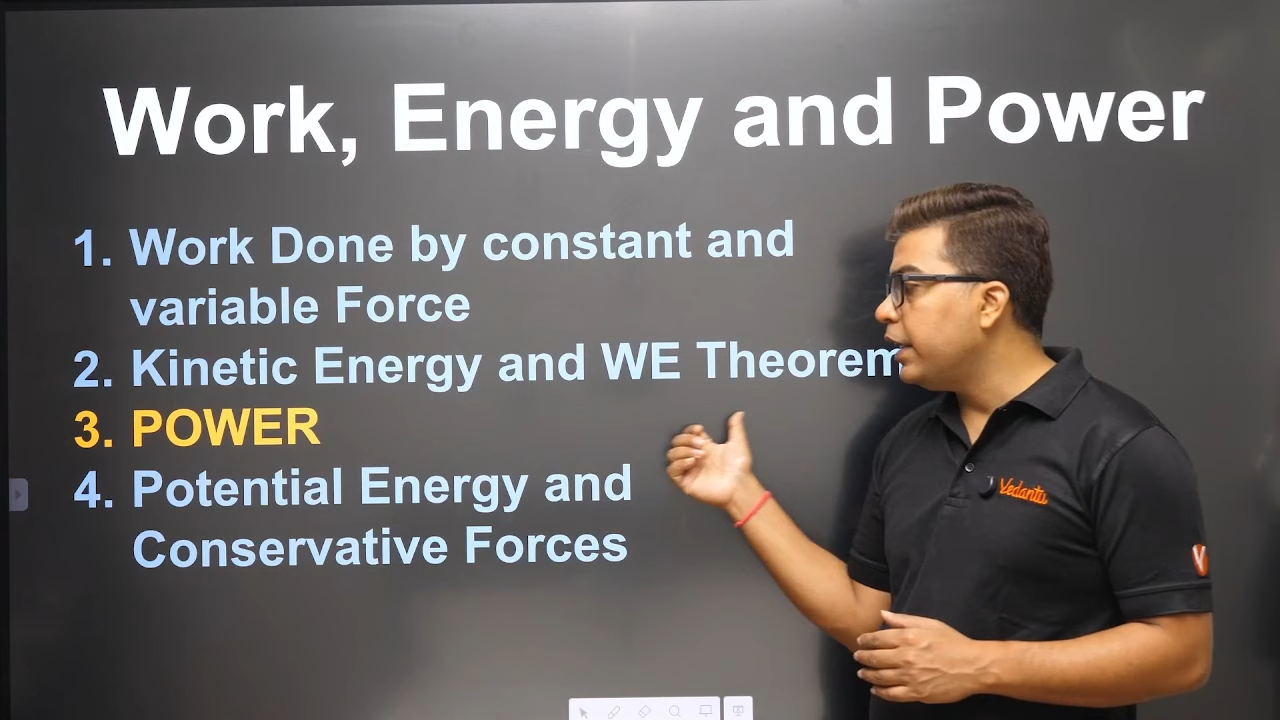 Work, Energy and Power
1. Work Done by constant and
variable Force
2. Kinetic Energy and WE Theorem
3. POWER
4. Potential Energy and
Conservative Forces
Vedantu
V